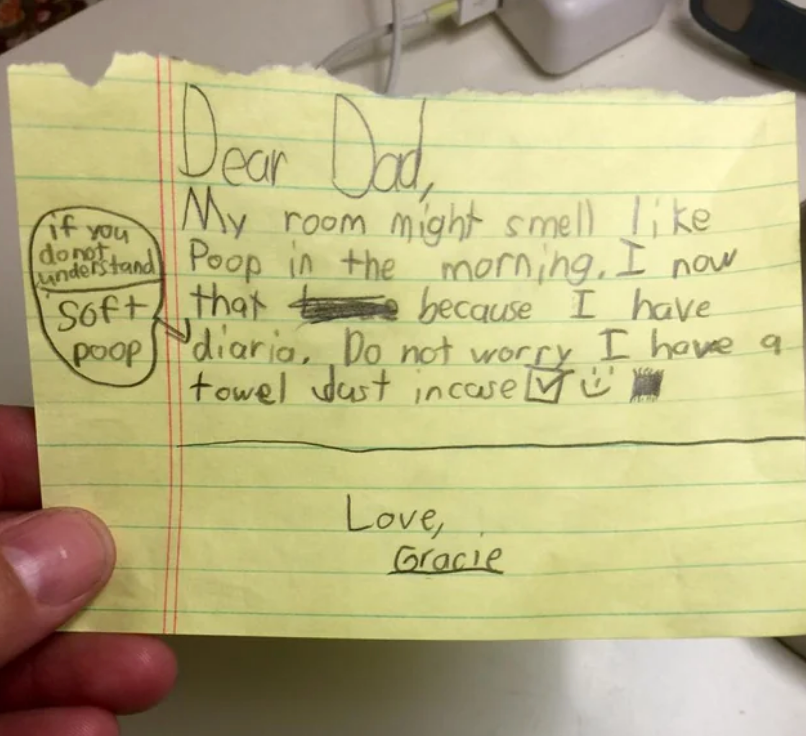 Dear Dad,
My room might smell like
Poop in the morning. I now
that because I have
diaria. Do not worry I have a
towel Just incase ☑ :)
if you
do not
understand
soft
poop
Love,
Gracie